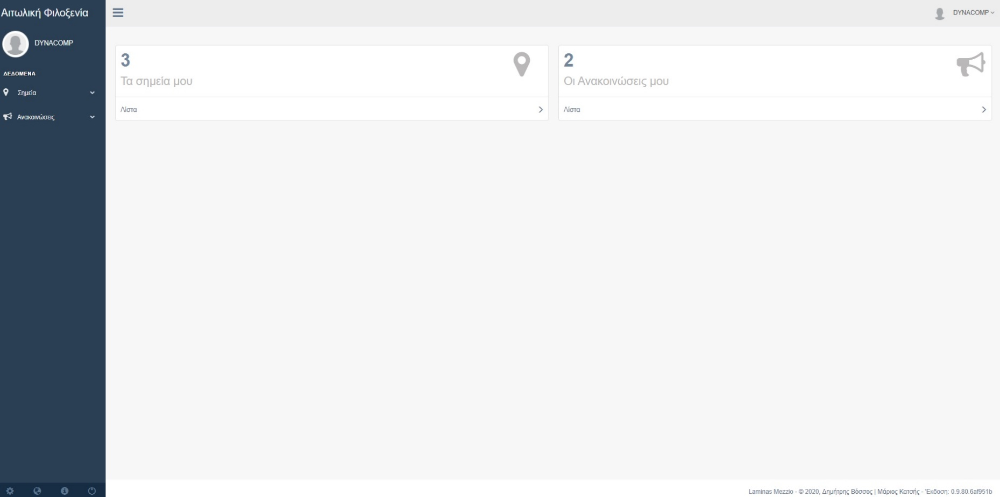 Αιτωλική Φιλοξενία
DYNACOMP
DYNACOMP
ΔΕΔΟΜΕΝΑ
Σημεία
Ανακοινώσεις
3
Τα σημεία μου
Λίστα
2
Οι Ανακοινώσεις μου
Λίστα
Laminas Mezzio - © 2020, Δημήτρης Βόσσος | Μάριος Κατσής - Έκδοση: 0.9.80.6af951b